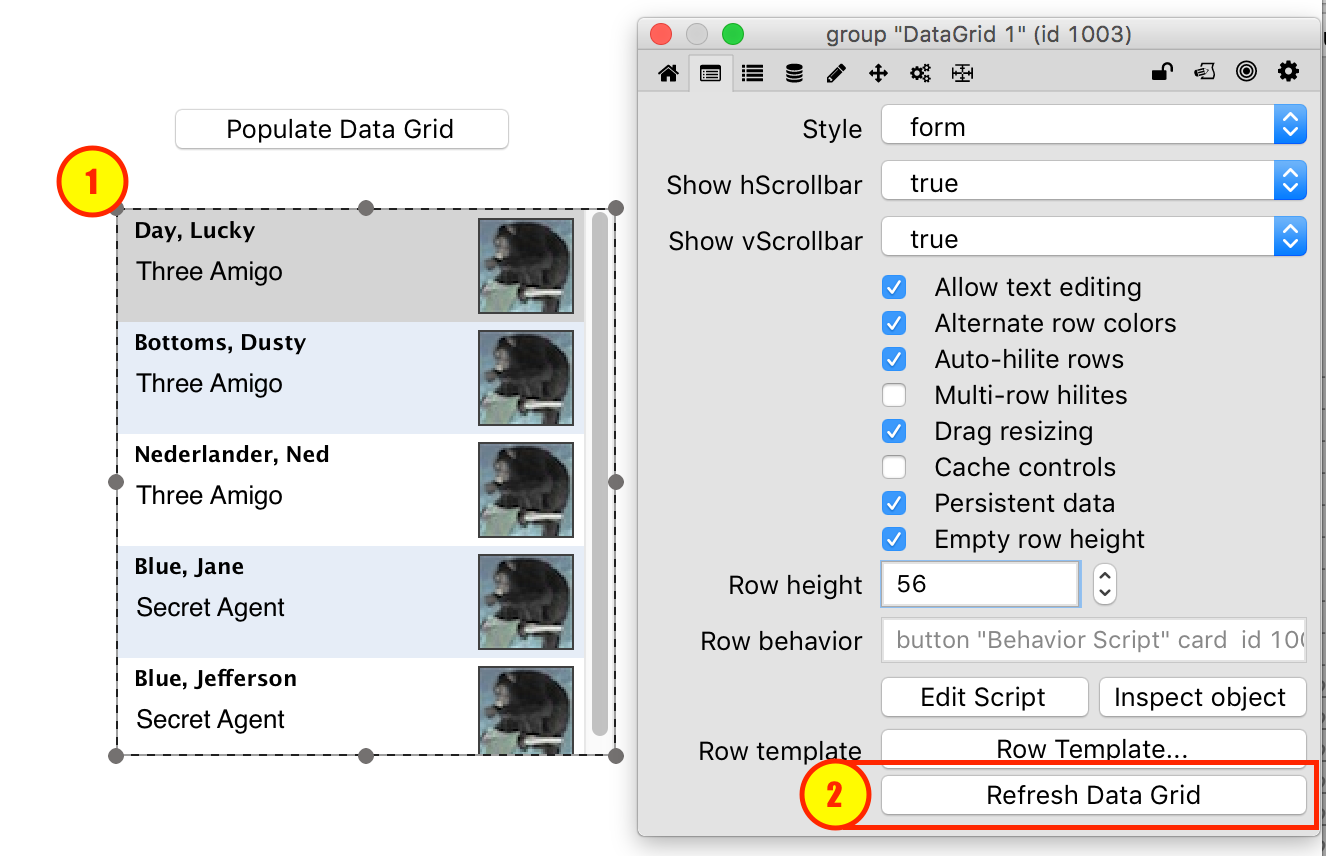 Populate Data Grid
1
Day, Lucky
Three Amigo
Bottoms, Dusty
Three Amigo
Nederlander, Ned
Three Amigo
Blue, Jane
Secret Agent
Blue, Jefferson
Secret Agent
group "DataGrid 1" (id 1003)
Style form
Show hScrollbar true
Show vScrollbar true
Allow text editing
Alternate row colors
Auto-hilite rows
Multi-row hilites
Drag resizing
Cache controls
Persistent data
Empty row height
Row height 56
Row behavior button "Behavior Script" card id 100
Edit Script Inspect object
Row template Row Template...
2 Refresh Data Grid